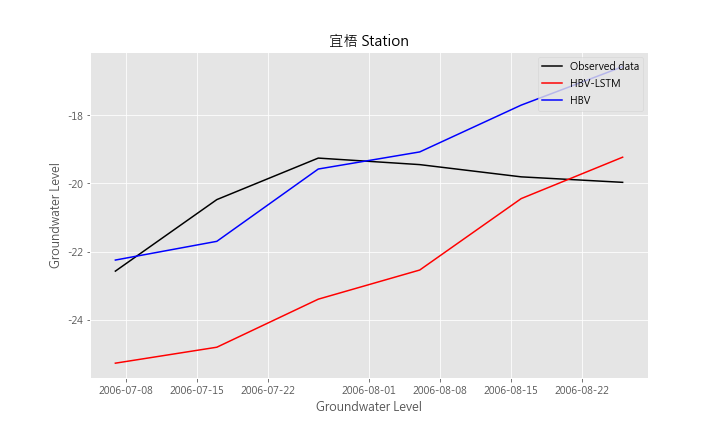 宜梧 Station
Observed data
HBV-LSTM
HBV
Groundwater Level
-18
-20
-22
-24
2006-07-08 2006-07-15 2006-07-22 2006-08-01 2006-08-08 2006-08-15 2006-08-22
Groundwater Level